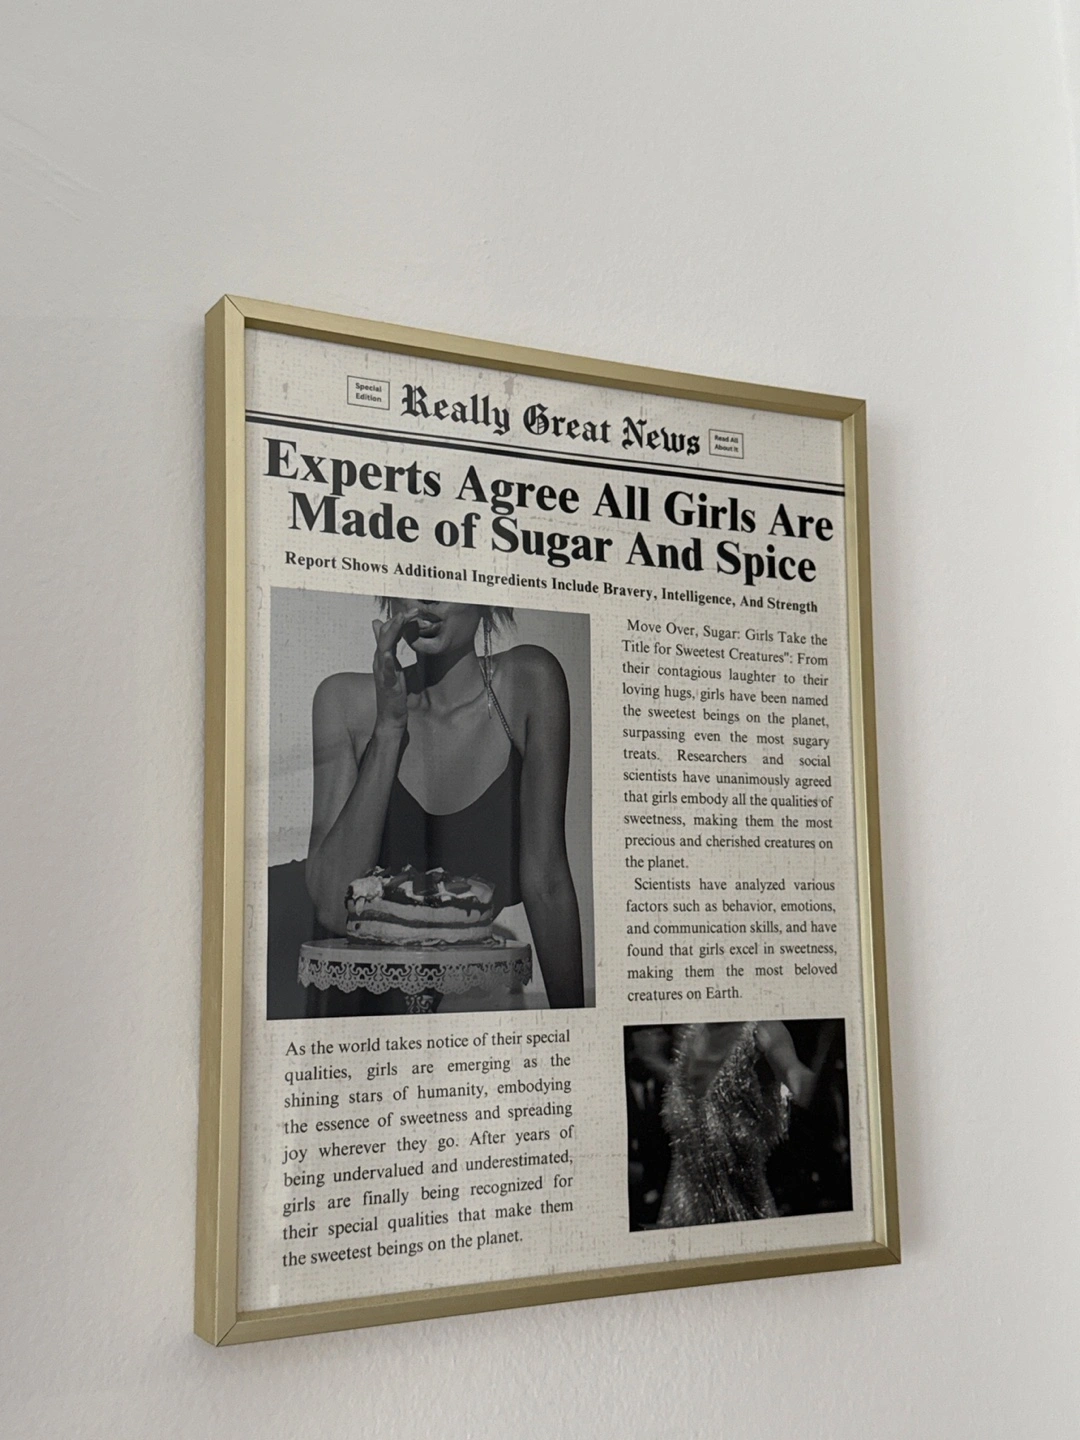 Special
Edition
Really Great News
Read All
About It
Experts Agree All Girls Are
Made of Sugar And Spice
Report Shows Additional Ingredients Include Bravery, Intelligence, And Strength
Move Over, Sugar: Girls Take the
Title for Sweetest Creatures": From
their contagious laughter to their
loving hugs, girls have been named
the sweetest beings on the planet,
surpassing even the most sugary
treats. Researchers and social
scientists have unanimously agreed
that girls embody all the qualities of
sweetness, making them the most
precious and cherished creatures on
the planet.
Scientists have analyzed various
factors such as behavior, emotions,
and communication skills, and have
found that girls excel in sweetness,
making them the most beloved
creatures on Earth.
As the world takes notice of their special
qualities, girls are emerging as the
shining stars of humanity, embodying
the essence of sweetness and spreading
joy wherever they go. After years of
being undervalued and underestimated,
girls are finally being recognized for
their special qualities that make them
the sweetest beings on the planet.